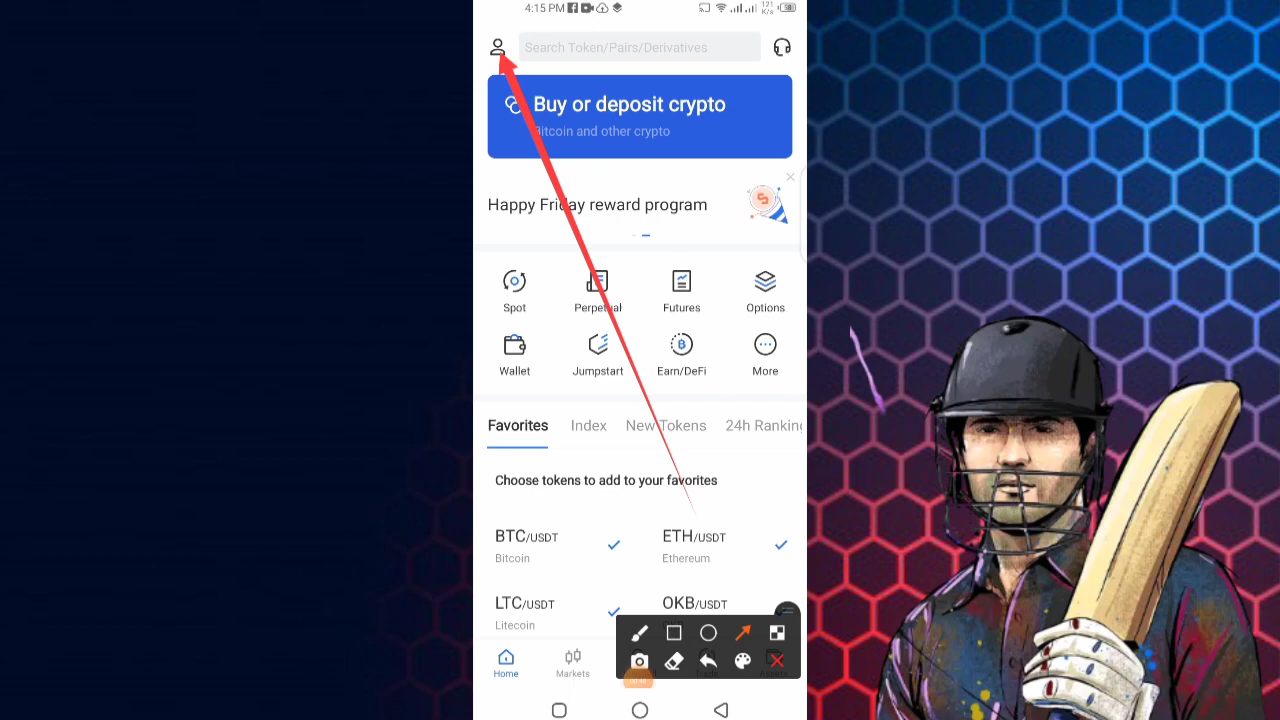 4:15 PM
121
K/s
58
Search Token/Pairs/Derivatives
Buy or deposit crypto
Bitcoin and other crypto
Happy Friday reward program
Spot Perpetual Futures Options
Wallet Jumpstart Earn/DeFi More
Favorites Index New Tokens 24h Ranking
Choose tokens to add to your favorites
BTC/USDT ETH/USDT
Bitcoin Ethereum
LTC/USDT OKB/USDT
Litecoin
Home Markets